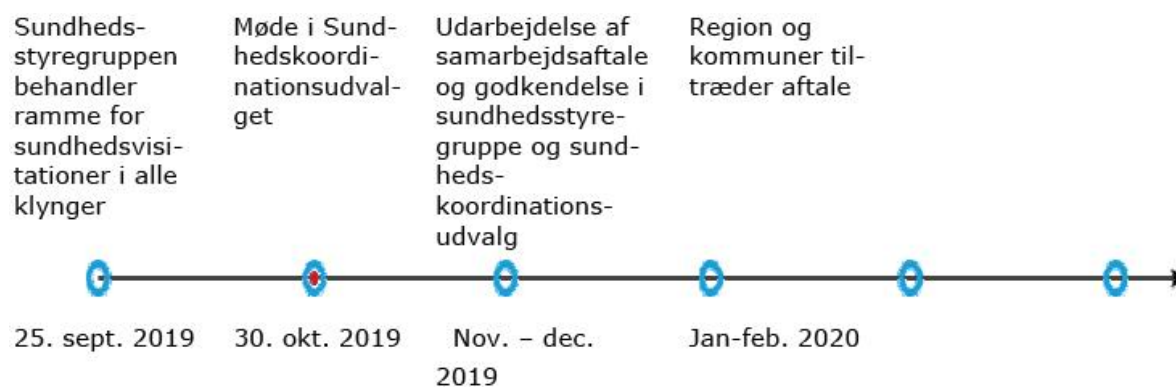 Sundheds-
styregruppen
behandler
ramme for
sundhedsvisi-
tationer i alle
klynger
Møde i Sund-
hedskoordi-
nationsudval-
get
Udarbejdelse af
samarbejdsaftale
og godkendelse i
sundhedsstyre-
gruppe og sund-
heds-
koordinations-
udvalg
Region og
kommuner til-
træder aftale
25. sept. 2019
30. okt. 2019
Nov. – dec.
2019
Jan-feb. 2020